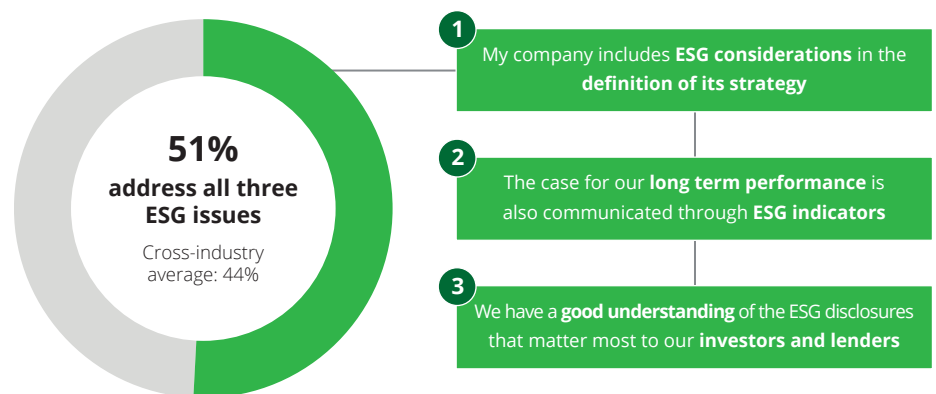 51%
address all three
ESG issues
Cross-industry
average: 44%
1
My company includes ESG considerations in the
definition of its strategy
2
The case for our long term performance is
also communicated through ESG indicators
3
We have a good understanding of the ESG disclosures
that matter most to our investors and lenders